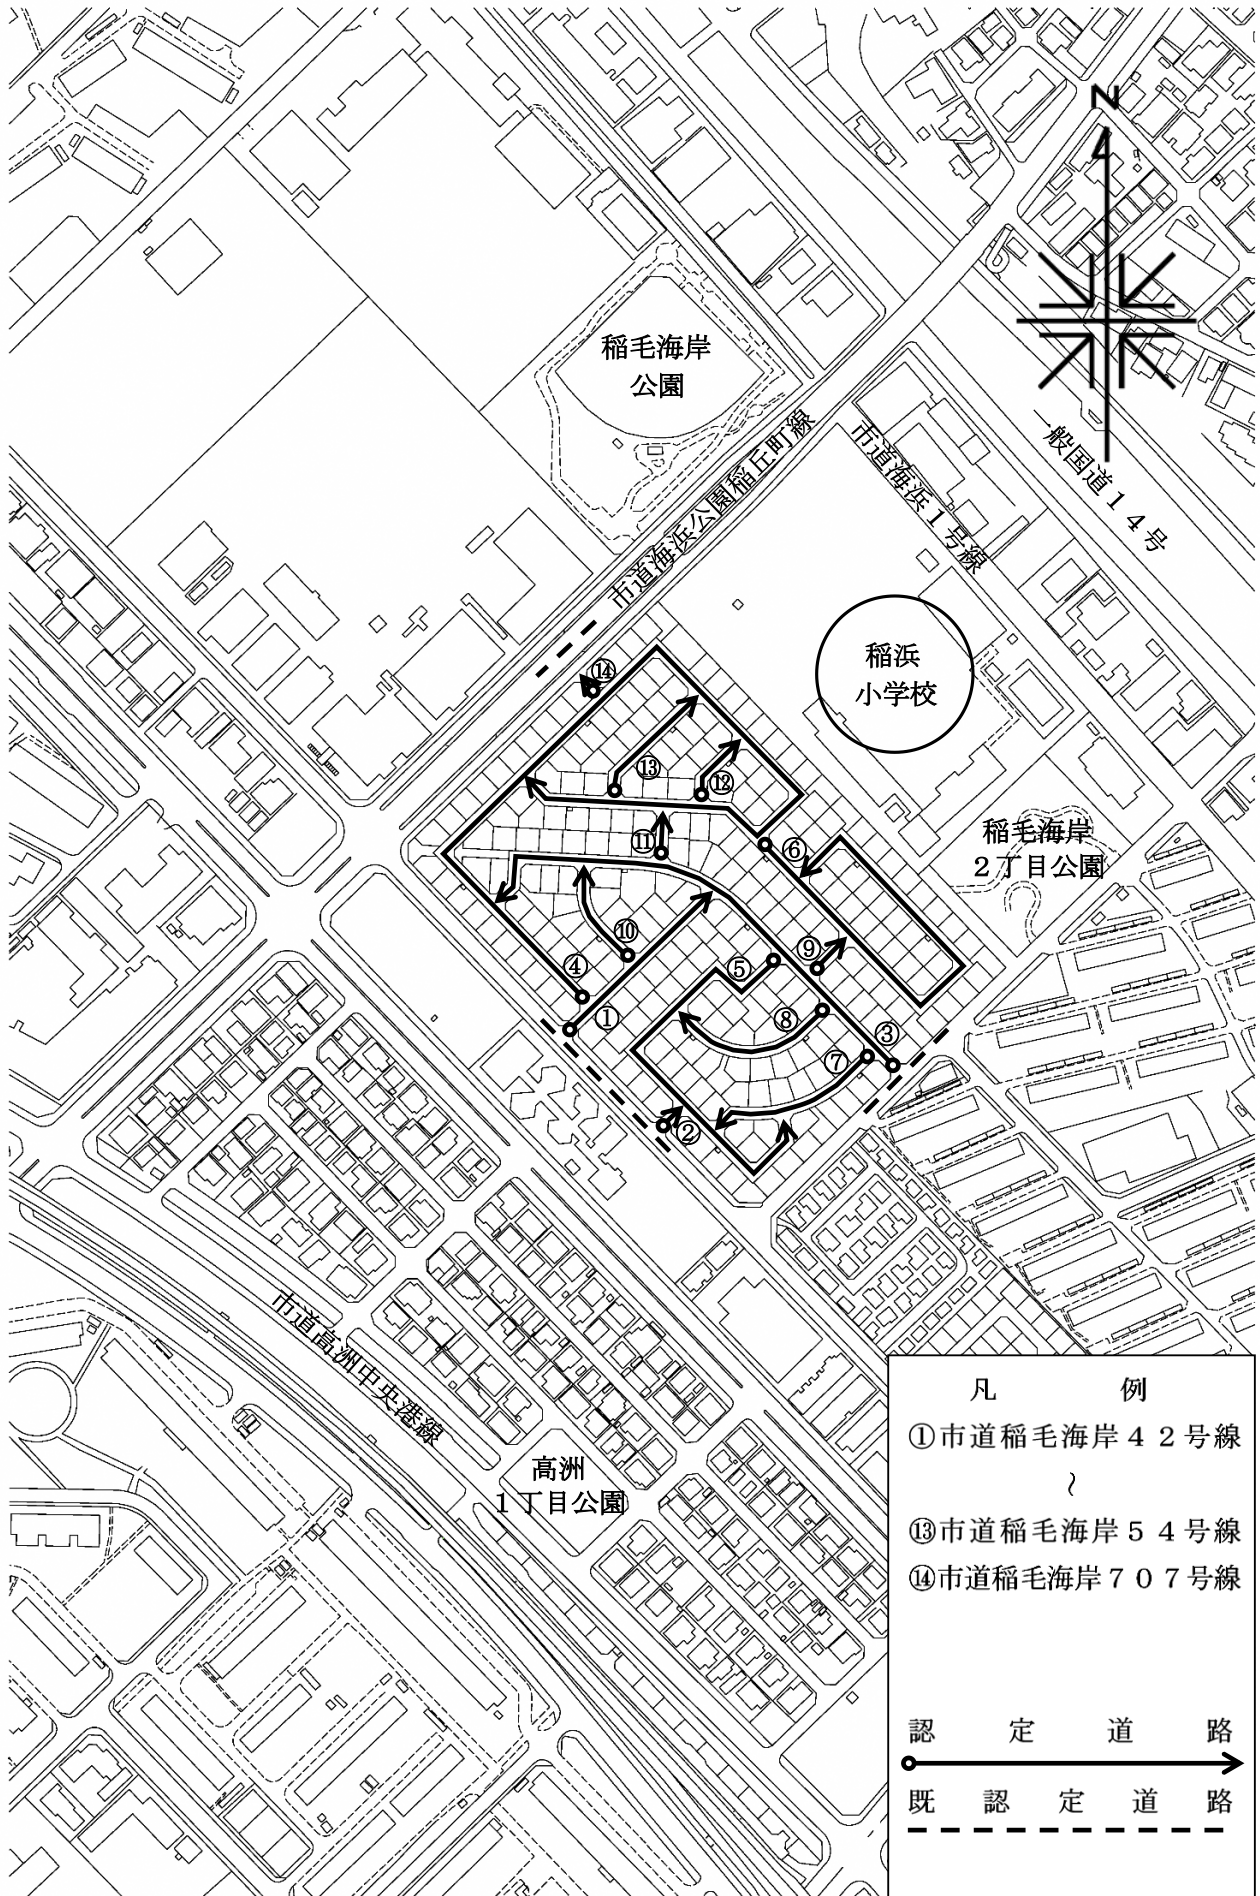 N
稲毛海岸
公園
市道海浜公園稲丘町線
市道海浜1号線
一般国道14号
稲浜
小学校
⑭
⑬
⑫
⑪
⑥
稲毛海岸
2丁目公園
⑩
⑨
⑤
④
①
⑧
⑦
③
②
市道高洲中央港線
高洲
1丁目公園
凡 例
①市道稲毛海岸42号線
~
⑬市道稲毛海岸54号線
⑭市道稲毛海岸707号線
認定道路
既認定道路